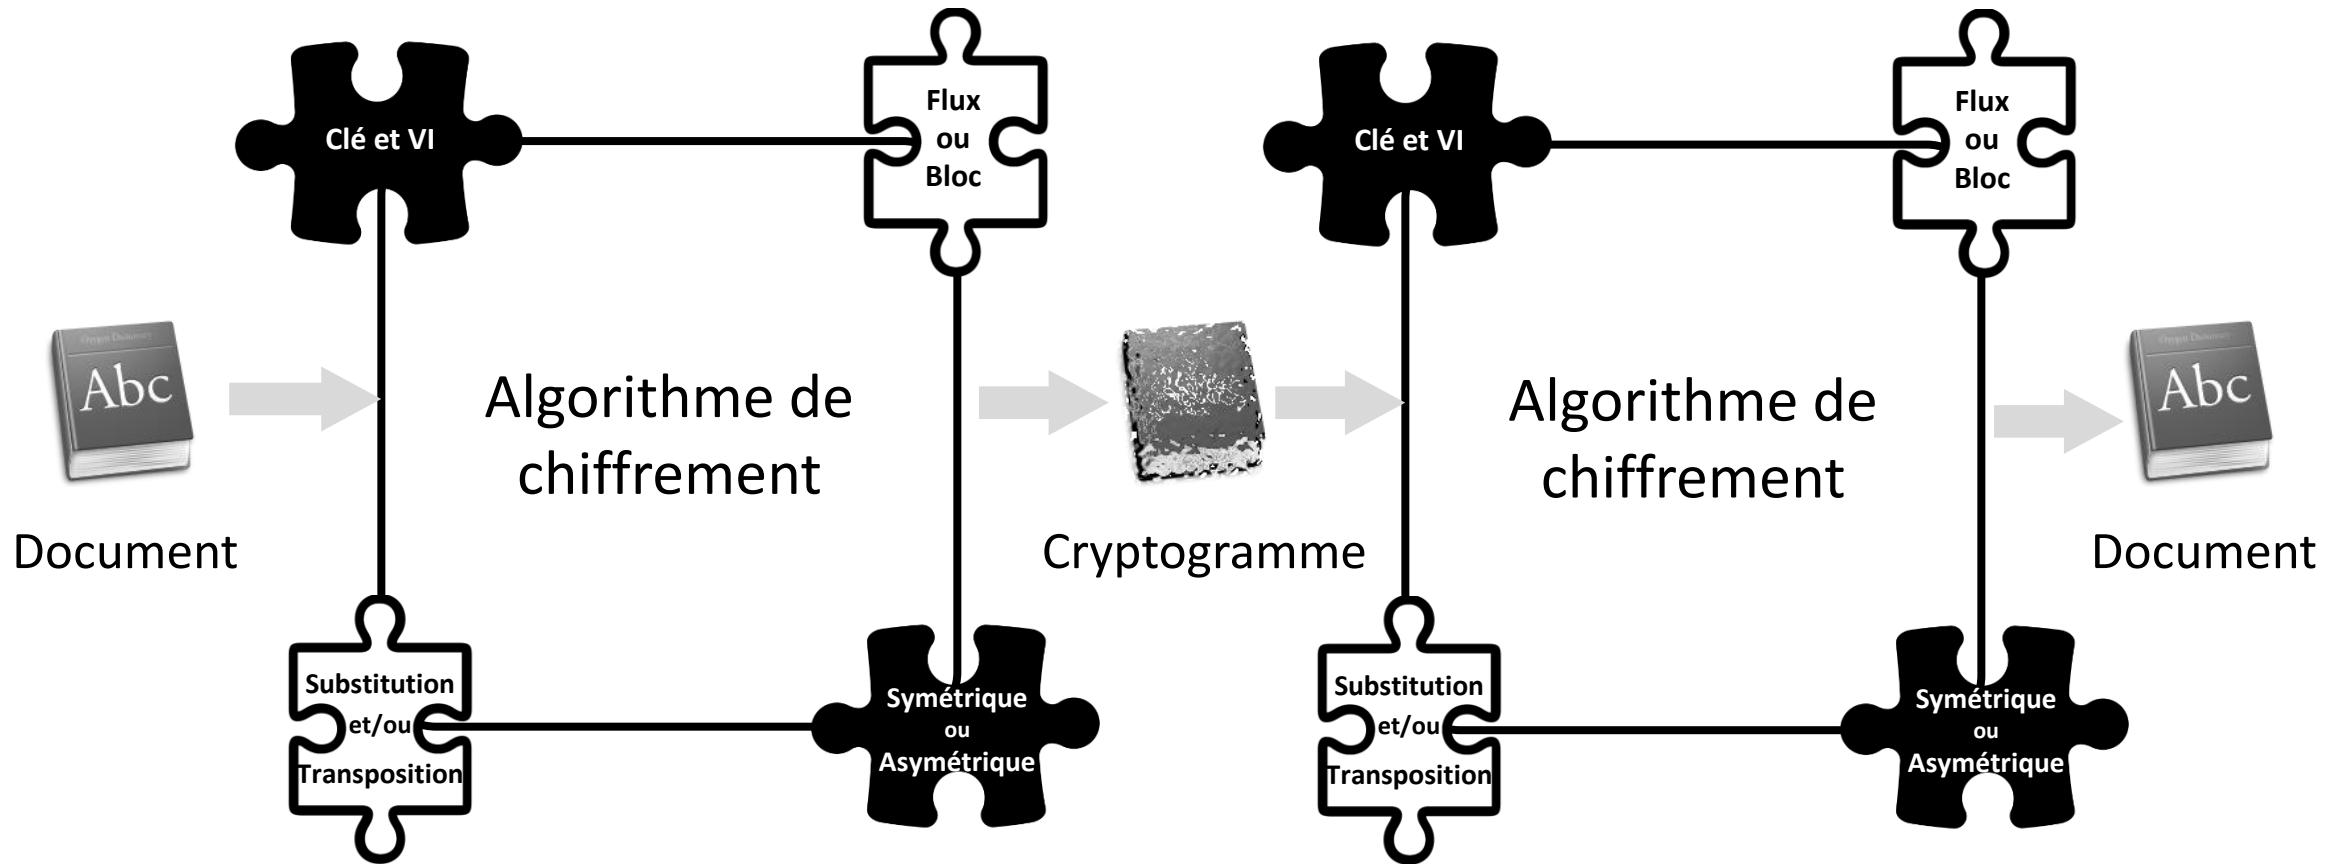 Clé et VI
Flux
ou
Bloc
Abc
Document
Algorithme de
chiffrement
Substitution
et/ou
Transposition
Symétrique
ou
Asymétrique
Cryptogramme
Clé et VI
Flux
ou
Bloc
Algorithme de
chiffrement
Substitution
et/ou
Transposition
Symétrique
ou
Asymétrique
Abc
Document